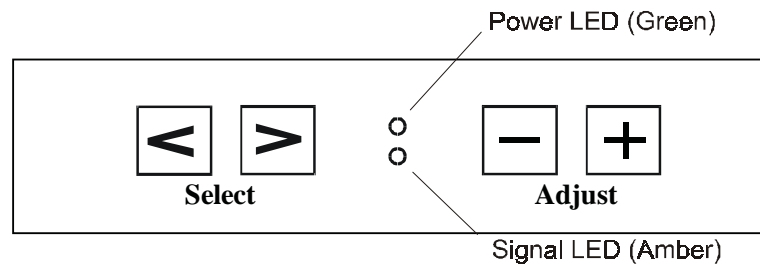 Power LED (Green)
< > − +
Select Adjust
Signal LED (Amber)